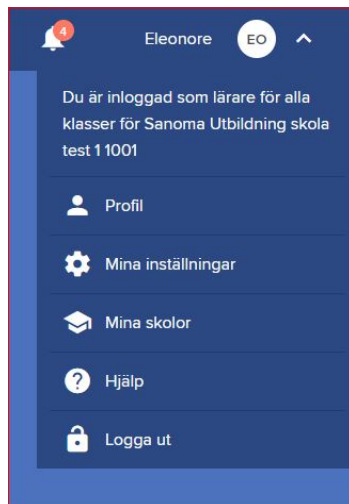 4
Eleonore
EO
Du är inloggad som lärare för alla
klasser för Sanoma Utbildning skola
test 1 1001
Profil
Mina inställningar
Mina skolor
Hjälp
Logga ut